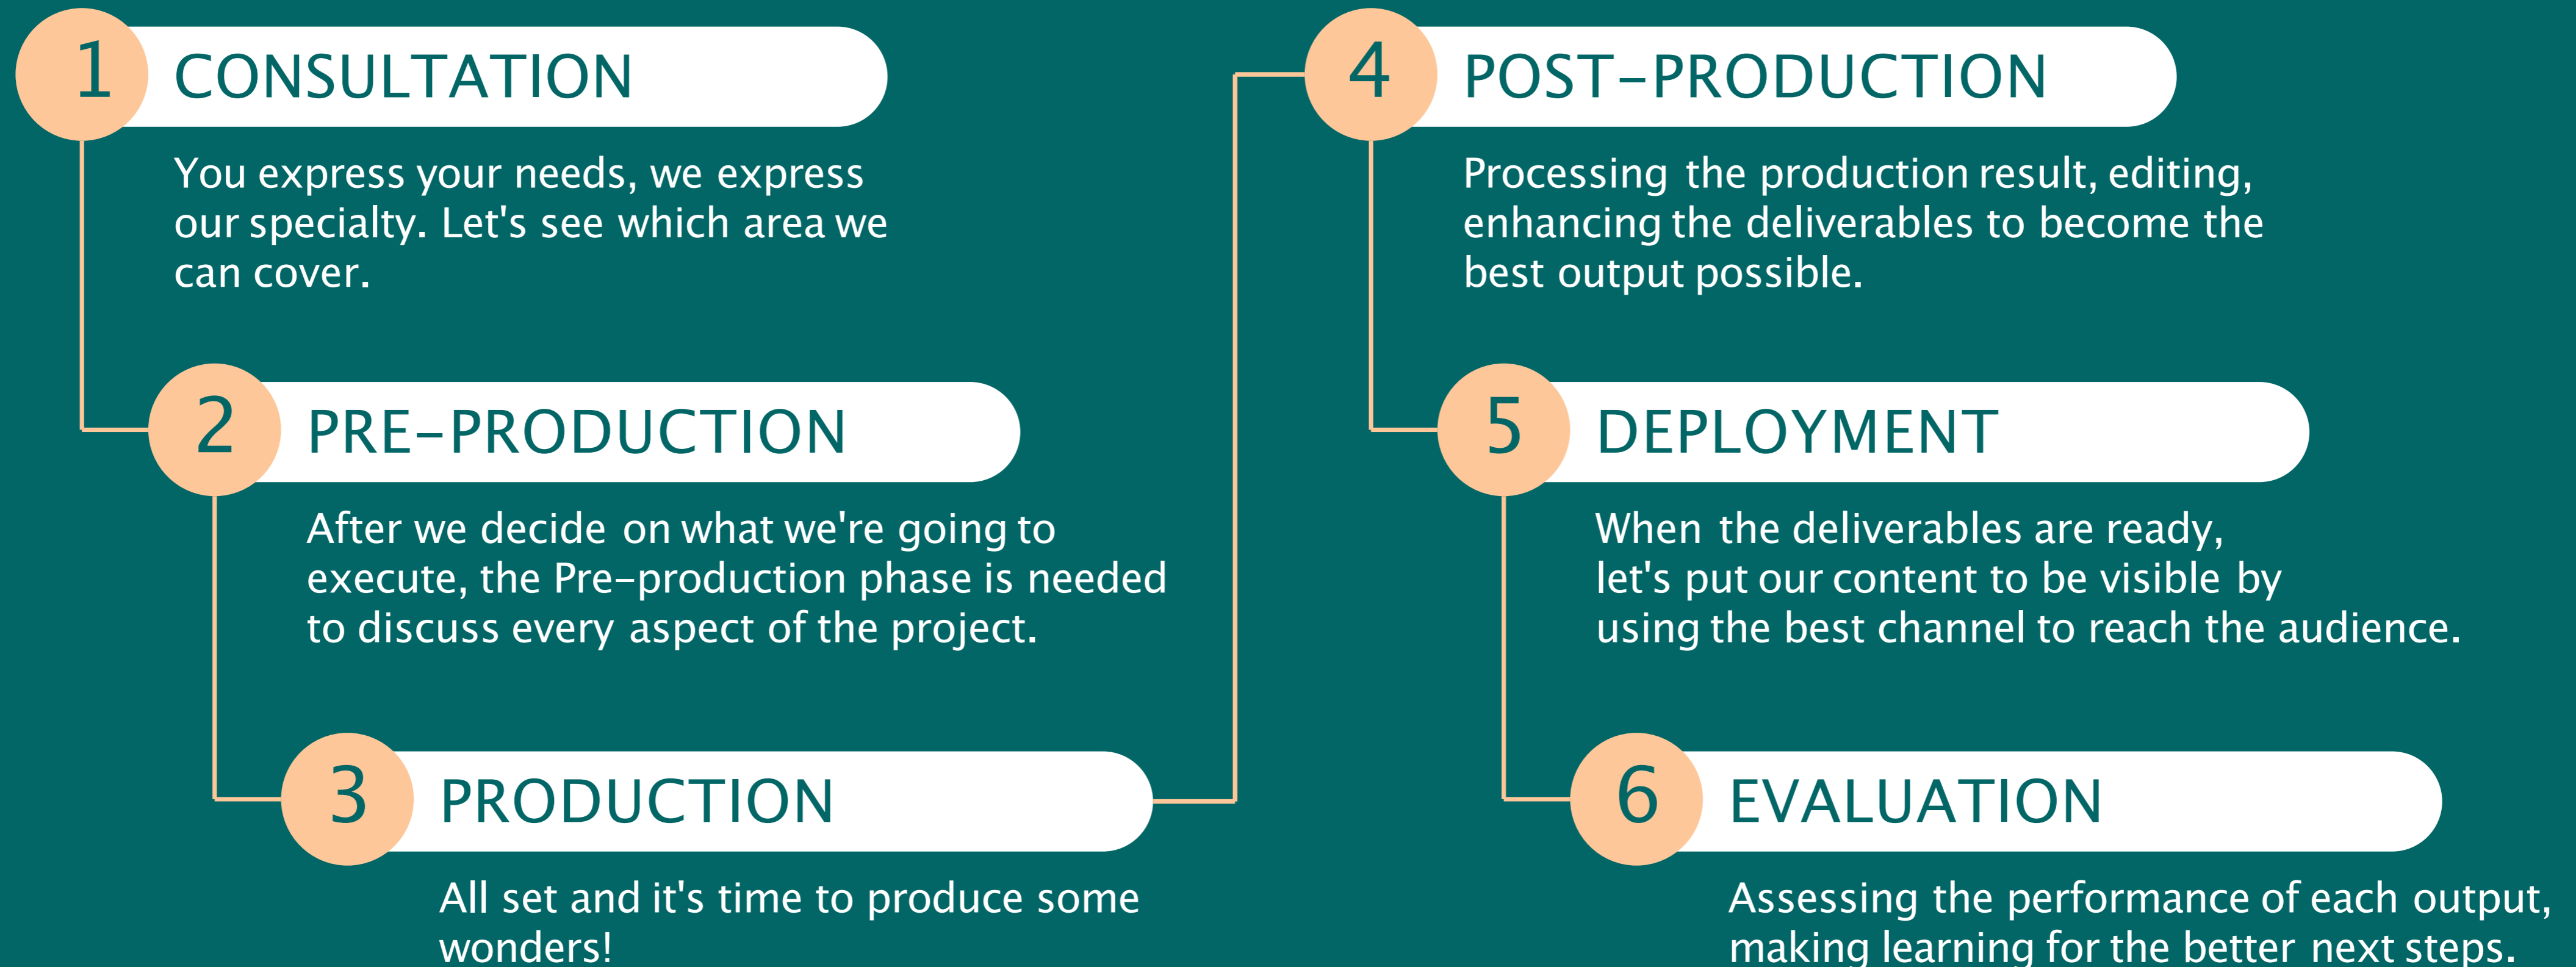 1 CONSULTATION
You express your needs, we express
our specialty. Let's see which area we
can cover.
2 PRE-PRODUCTION
After we decide on what we're going to
execute, the Pre-production phase is needed
to discuss every aspect of the project.
3 PRODUCTION
All set and it's time to produce some
wonders!
4 POST-PRODUCTION
Processing the production result, editing,
enhancing the deliverables to become the
best output possible.
5 DEPLOYMENT
When the deliverables are ready,
let's put our content to be visible by
using the best channel to reach the audience.
6 EVALUATION
Assessing the performance of each output,
making learning for the better next steps.